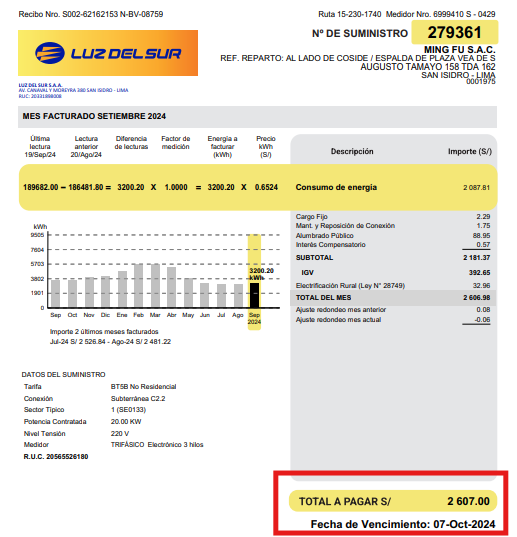 Recibo Nro. S002-62162153 N-BV-08759
Ruta 15-230-1740 Medidor Nro. 6999410 S - 0429
LUZ DEL SUR
Nº DE SUMINISTRO 279361
MING FU S.A.C.
REF. REPARTO: AL LADO DE COSIDE / ESPALDA DE PLAZA VEA DE S
AUGUSTO TAMAYO 158 TDA 162
SAN ISIDRO - LIMA
0001975
LUZ DEL SUR S.A.A.
AV. CANAVAL Y MOREYRA 380 SAN ISIDRO - LIMA
RUC: 20331898008
MES FACTURADO SETIEMBRE 2024
Última lectura 19/Sep/24
Lectura anterior 20/Ago/24
Diferencia de lecturas
Factor de medición
Energía a facturar (kWh)
Precio kWh (S/)
189682.00 – 186481.80 = 3200.20 X 1.0000 = 3200.20 X 0.6524
Descripción Importe (S/)
Consumo de energía 2 087.81
Cargo Fijo 2.29
Mant. y Reposición de Conexión 1.75
Alumbrado Público 88.95
Interés Compensatorio 0.57
SUBTOTAL 2 181.37
IGV 392.65
Electrificación Rural (Ley N° 28749) 32.96
TOTAL DEL MES 2 606.98
Ajuste redondeo mes anterior 0.08
Ajuste redondeo mes actual -0.06
kWh
9505
7604
5703
3802
1901
0
3200.20
kWh
Sep Oct Nov Dic Ene Feb Mar Abr May Jun Jul Ago Sep
2024
Importe 2 últimos meses facturados
Jul-24 S/ 2 526.84 - Ago-24 S/ 2 481.22
DATOS DEL SUMINISTRO
Tarifa BT5B No Residencial
Conexión Subterránea C2.2
Sector Típico 1 (SE0133)
Potencia Contratada 20.00 KW
Nivel Tensión 220 V
Medidor TRIFÁSICO Electrónico 3 hilos
R.U.C. 20565526180
TOTAL A PAGAR S/ 2 607.00
Fecha de Vencimiento: 07-Oct-2024